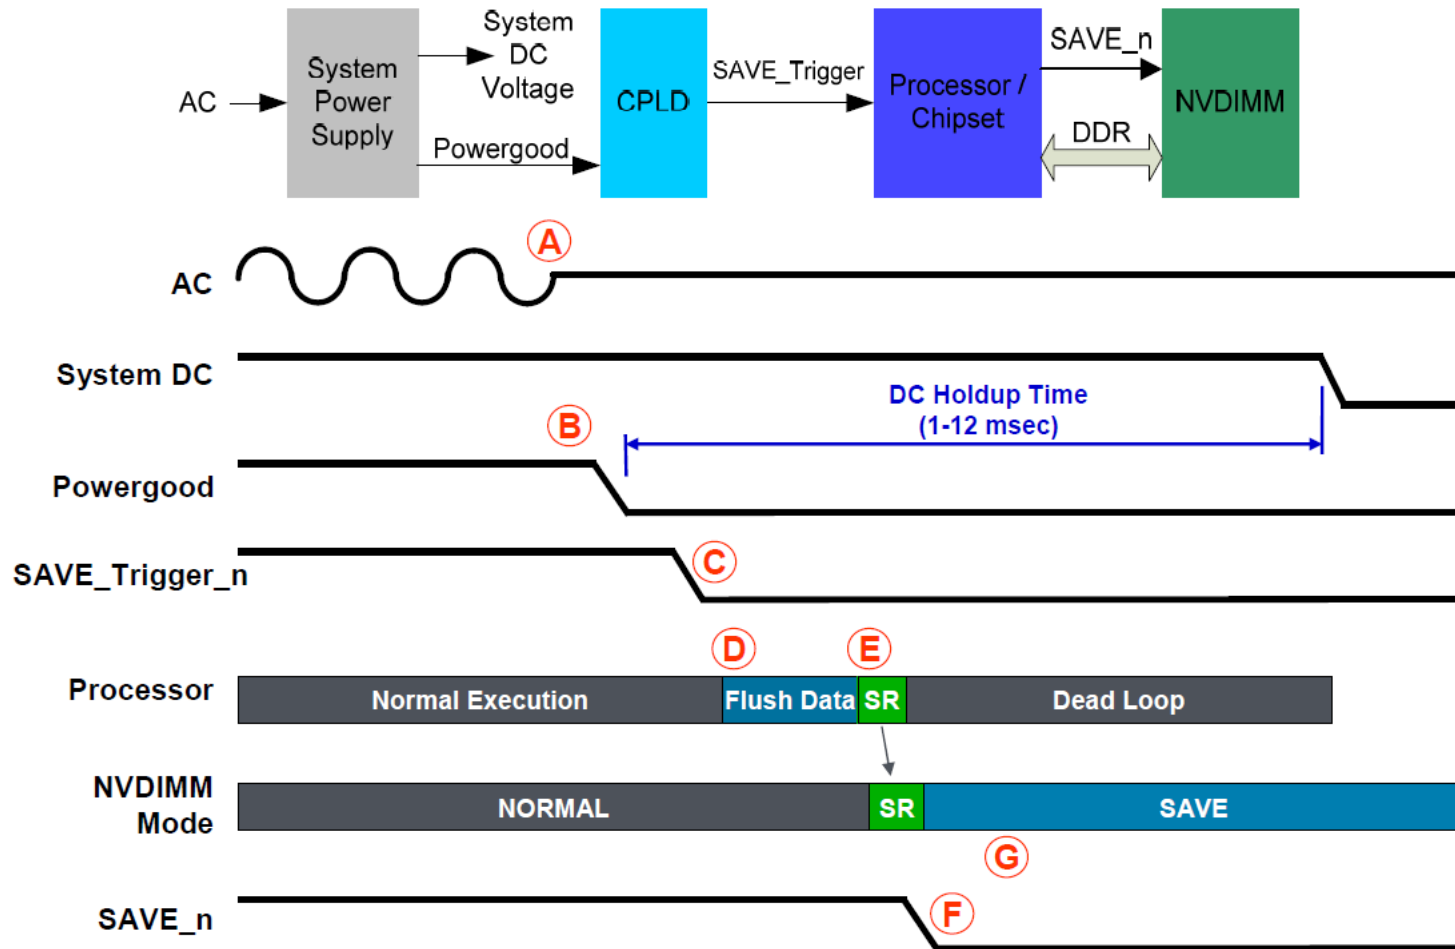 AC
System
Power
Supply
System
DC
Voltage
Powergood
CPLD
SAVE_Trigger
Processor /
Chipset
SAVE_n
DDR
NVDIMM
A
AC
System DC
DC Holdup Time
(1-12 msec)
B
Powergood
C
SAVE_Trigger_n
D
E
Processor
Normal Execution
Flush Data
SR
Dead Loop
NVDIMM
Mode
NORMAL
SR
SAVE
G
SAVE_n
F